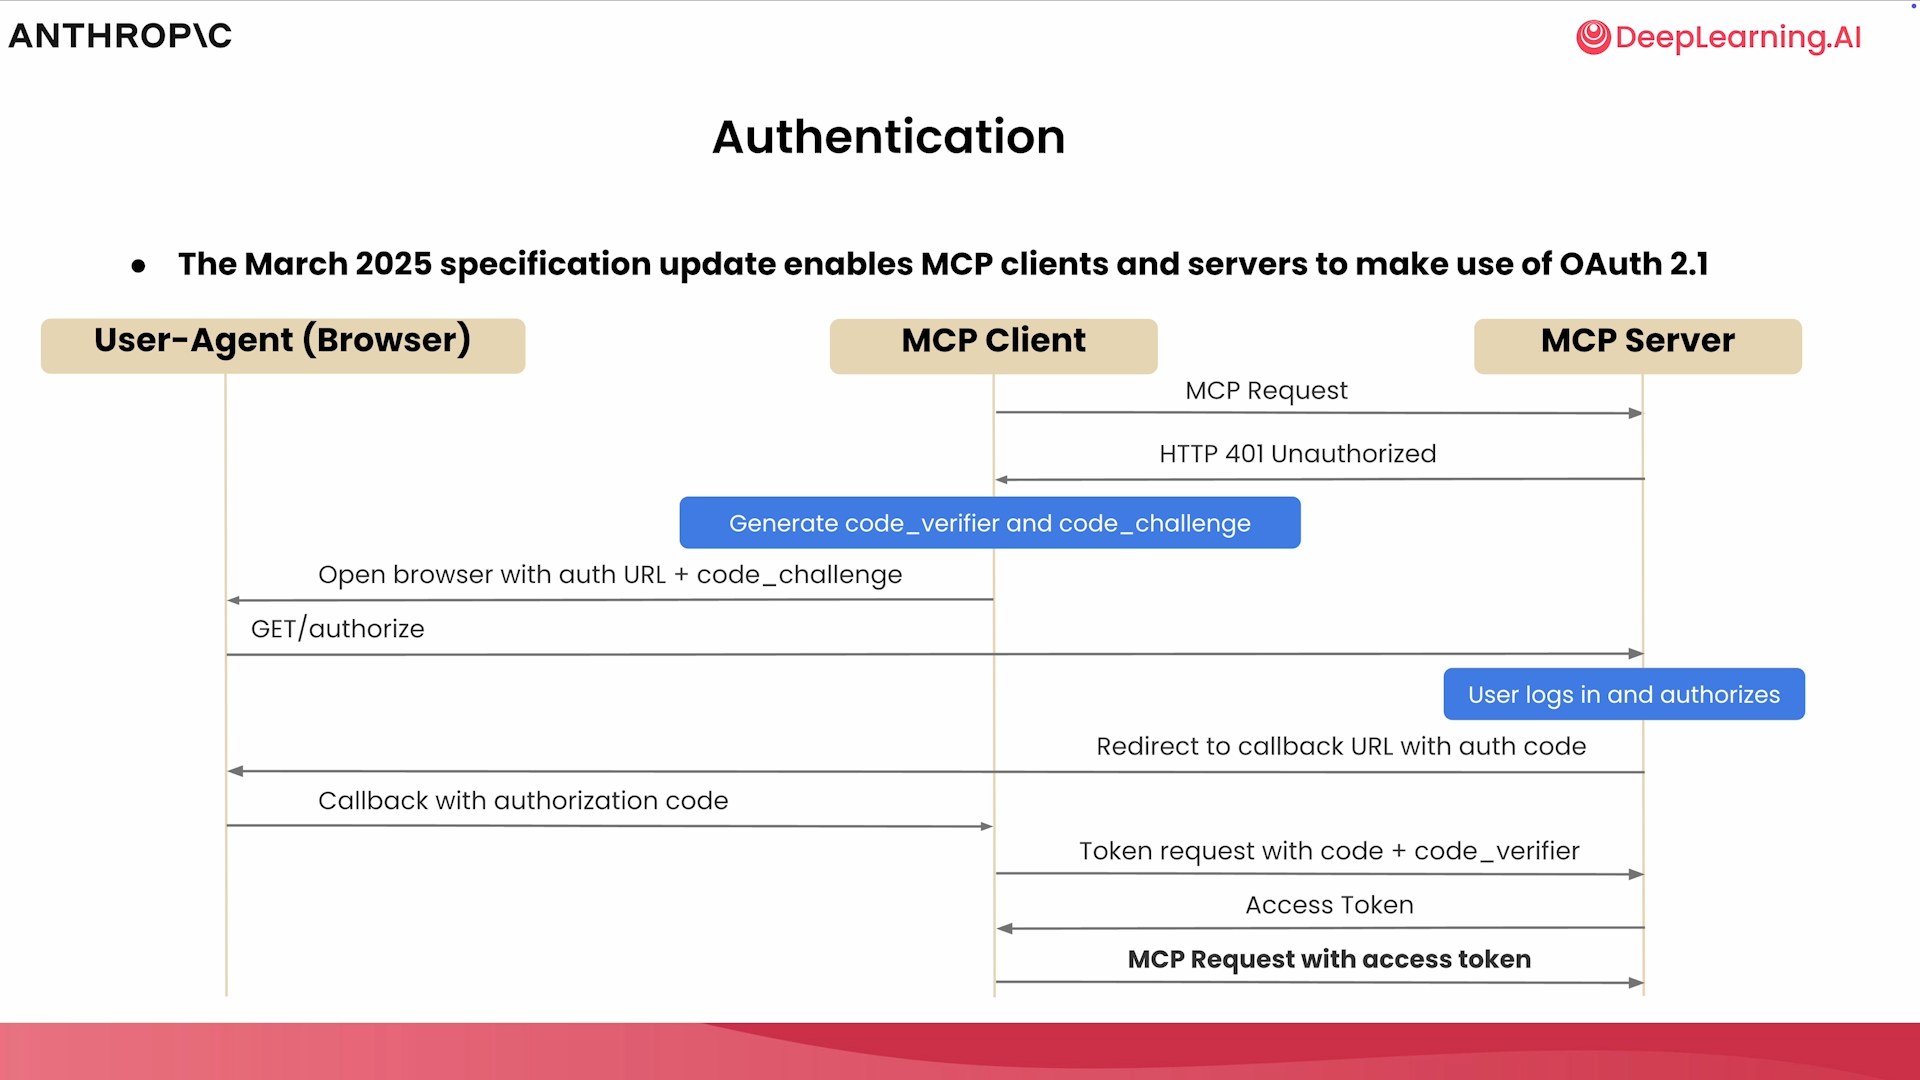 ANTHROP\C
DeepLearning.AI
Authentication
● The March 2025 specification update enables MCP clients and servers to make use of OAuth 2.1
User-Agent (Browser)
MCP Client
MCP Server
MCP Request
HTTP 401 Unauthorized
Generate code_verifier and code_challenge
Open browser with auth URL + code_challenge
GET/authorize
User logs in and authorizes
Redirect to callback URL with auth code
Callback with authorization code
Token request with code + code_verifier
Access Token
MCP Request with access token